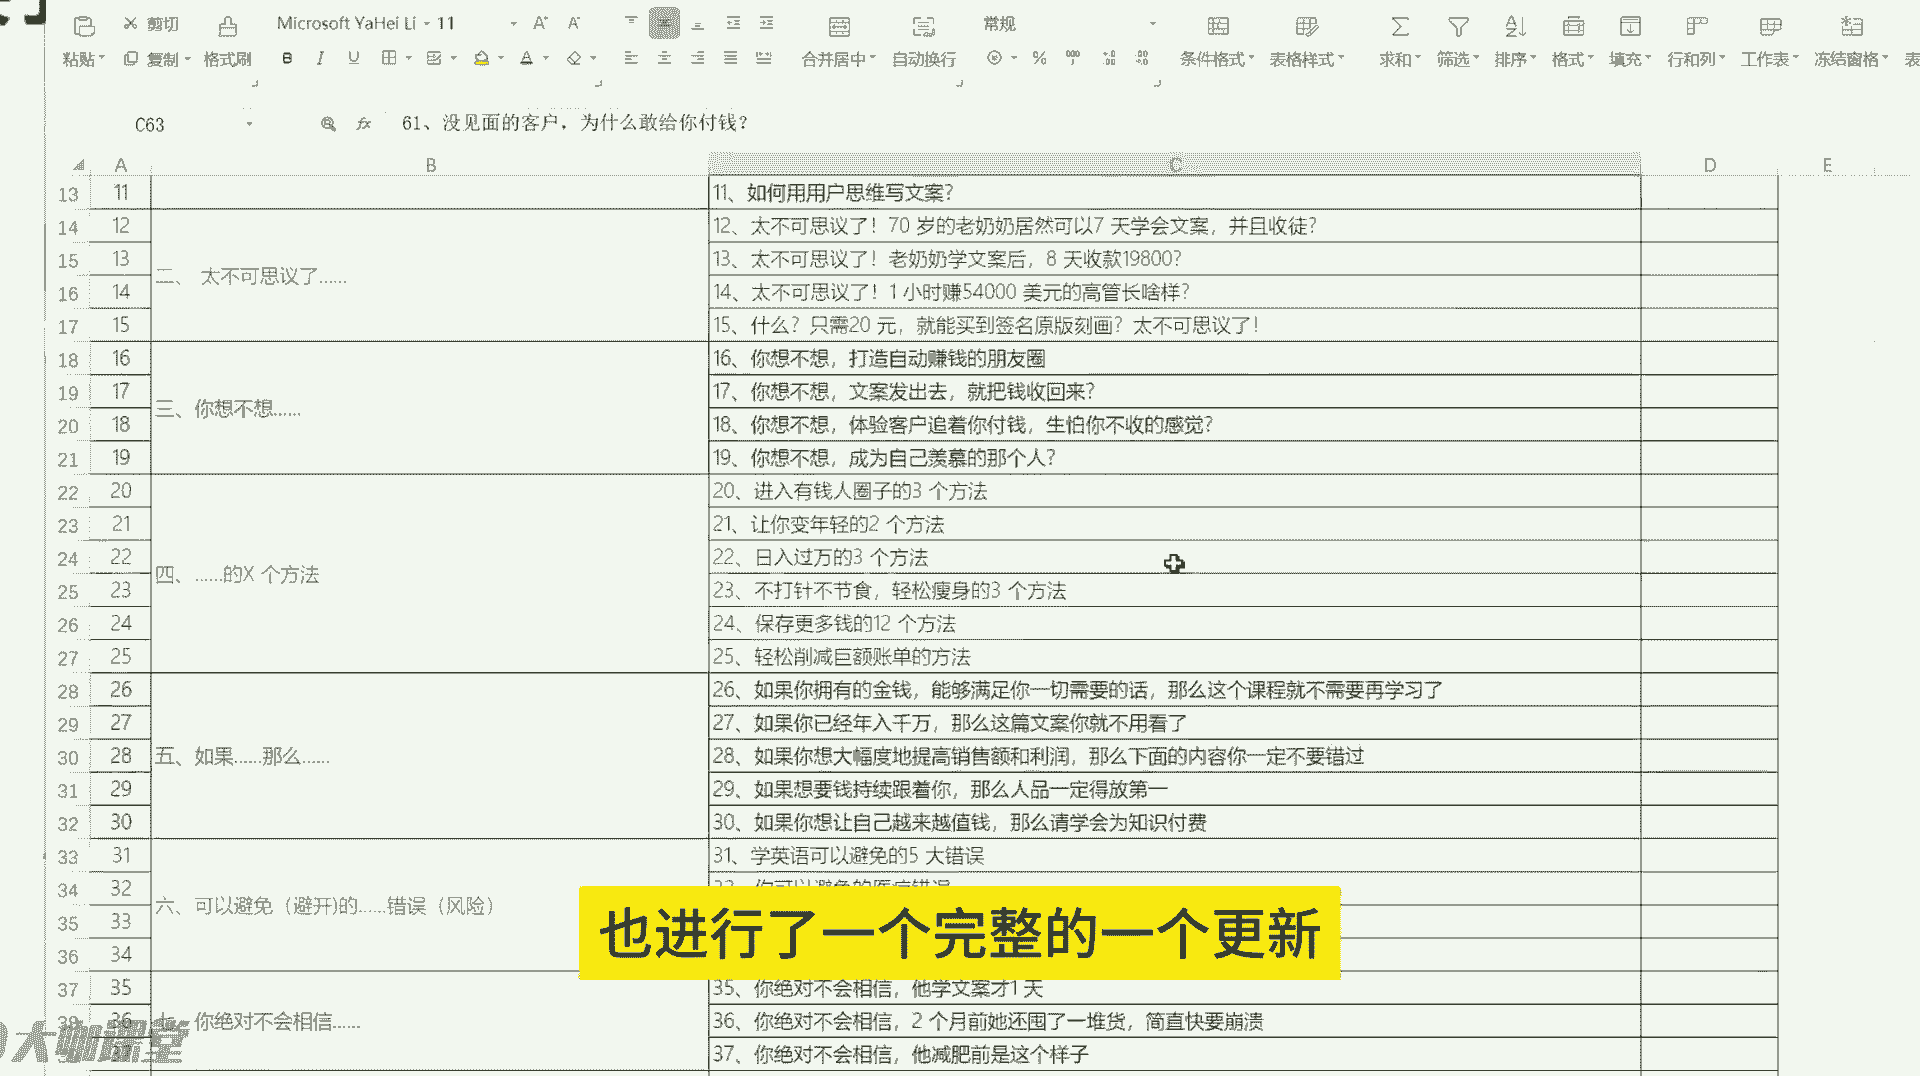 剪切 Microsoft YaHei Li 11 A⁺ A⁻ 常规
粘贴 复制 格式刷 B I U A 合并居中 自动换行 % 条件格式 表格样式 求和 筛选 排序 格式 填充 行和列 工作表 冻结窗格 表
C63 fx 61、没见面的客户，为什么敢给你付钱？
A B C D E
13 11 11、如何用用户思维写文案？
14 12 12、太不可思议了！70 岁的老奶奶居然可以7 天学会文案，并且收徒？
15 13 13、太不可思议了！老奶奶学文案后，8 天收款19800？
二、 太不可思议了……
16 14 14、太不可思议了！1 小时赚54000 美元的高管长啥样？
17 15 15、什么？只需20 元，就能买到签名原版刻画？太不可思议了！
18 16 16、你想不想，打造自动赚钱的朋友圈
19 17 17、你想不想，文案发出去，就把钱收回来？
三、你想不想……
20 18 18、你想不想，体验客户追着你付钱，生怕你不收的感觉？
21 19 19、你想不想，成为自己羡慕的那个人？
22 20 20、进入有钱人圈子的3 个方法
23 21 21、让你变年轻的2 个方法
24 22 22、日入过万的3 个方法
四、……的X 个方法
25 23 23、不打针不节食，轻松瘦身的3 个方法
26 24 24、保存更多钱的12 个方法
27 25 25、轻松削减巨额账单的方法
28 26 26、如果你拥有的金钱，能够满足你一切需要的话，那么这个课程就不需要再学习了
29 27 27、如果你已经年入千万，那么这篇文案你就不用看了
30 28 五、如果……那么…… 28、如果你想大幅度地提高销售额和利润，那么下面的内容你一定不要错过
31 29 29、如果想要钱持续跟着你，那么人品一定得放第一
32 30 30、如果你想让自己越来越值钱，那么请学会为知识付费
33 31 31、学英语可以避免的5 大错误
34 32 32、你可以避免的医疗错误
六、可以避免（避开)的……错误（风险）
35 33
36 34
也进行了一个完整的一个更新
37 35 35、你绝对不会相信，他学文案才1 天
38 36 七、你绝对不会相信…… 36、你绝对不会相信，2 个月前她还囤了一堆货，简直快要崩溃
37 37、你绝对不会相信，他减肥前是这个样子
大咖课堂